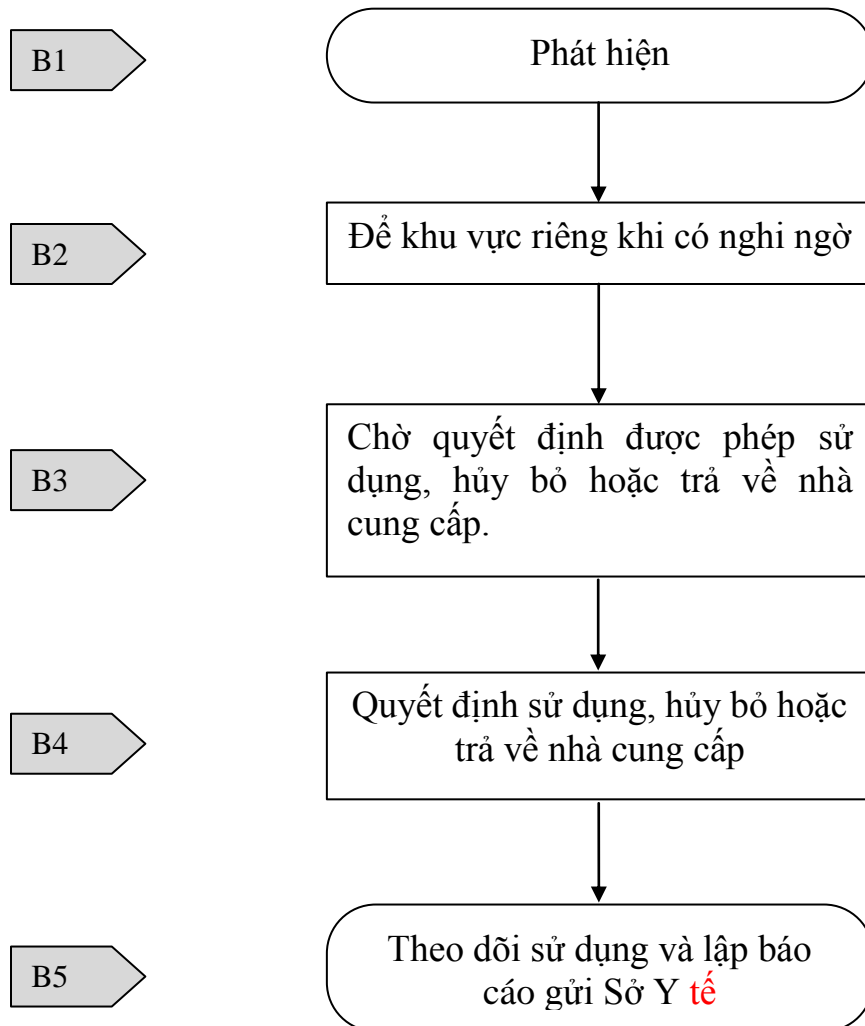 B1
Phát hiện
B2
Để khu vực riêng khi có nghi ngờ
B3
Chờ quyết định được phép sử
dụng, hủy bỏ hoặc trả về nhà
cung cấp.
B4
Quyết định sử dụng, hủy bỏ hoặc
trả về nhà cung cấp
B5
Theo dõi sử dụng và lập báo
cáo gửi Sở Y tế